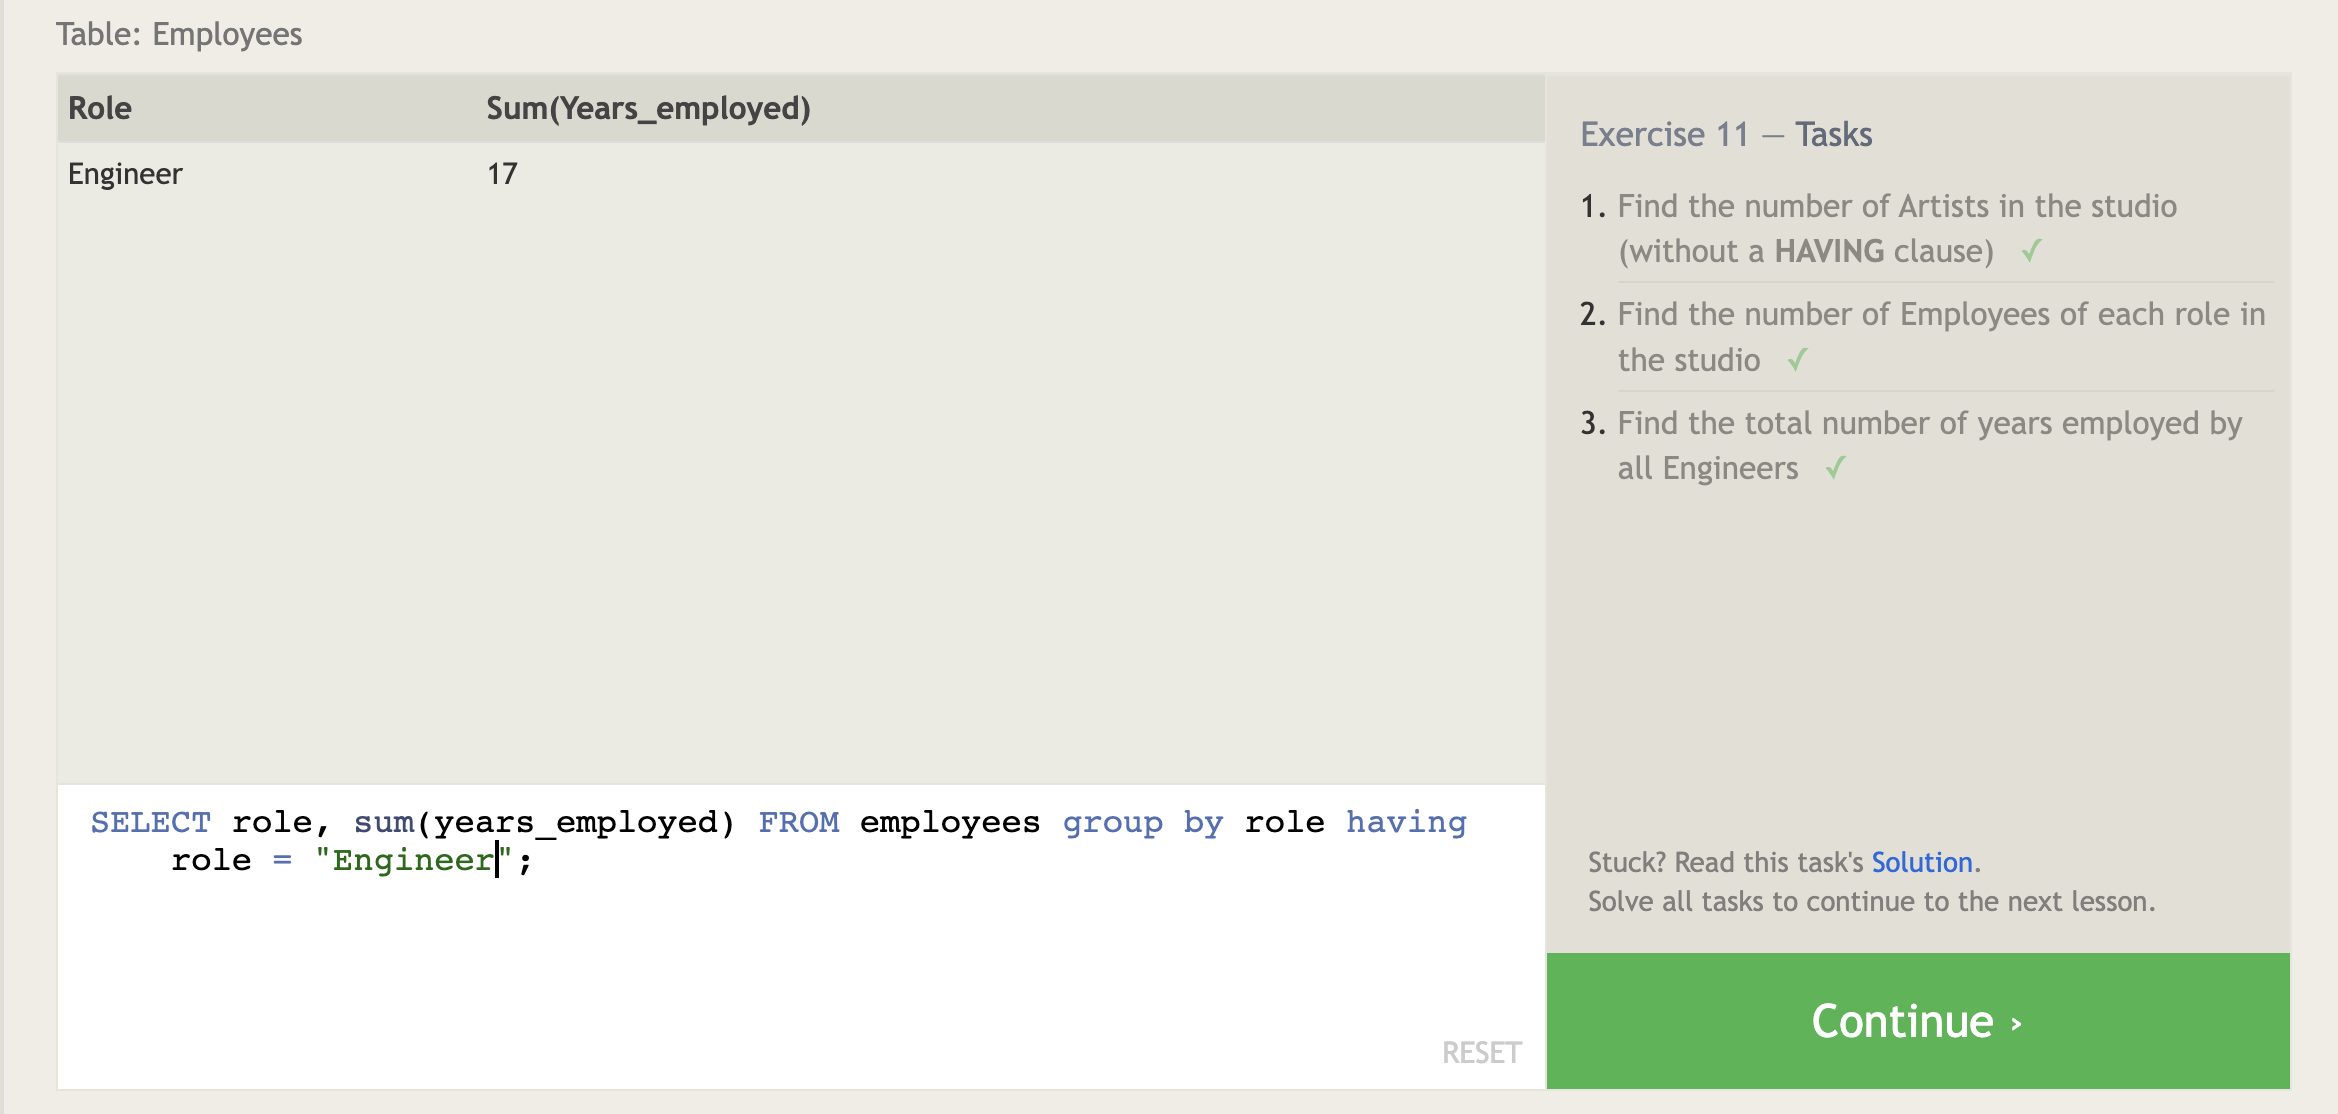 Table: Employees
Role Sum(Years_employed)
Engineer 17
SELECT role, sum(years_employed) FROM employees group by role having
role = "Engineer";
RESET
Exercise 11 — Tasks
1. Find the number of Artists in the studio
(without a HAVING clause) ✓
2. Find the number of Employees of each role in
the studio ✓
3. Find the total number of years employed by
all Engineers ✓
Stuck? Read this task's Solution.
Solve all tasks to continue to the next lesson.
Continue ›